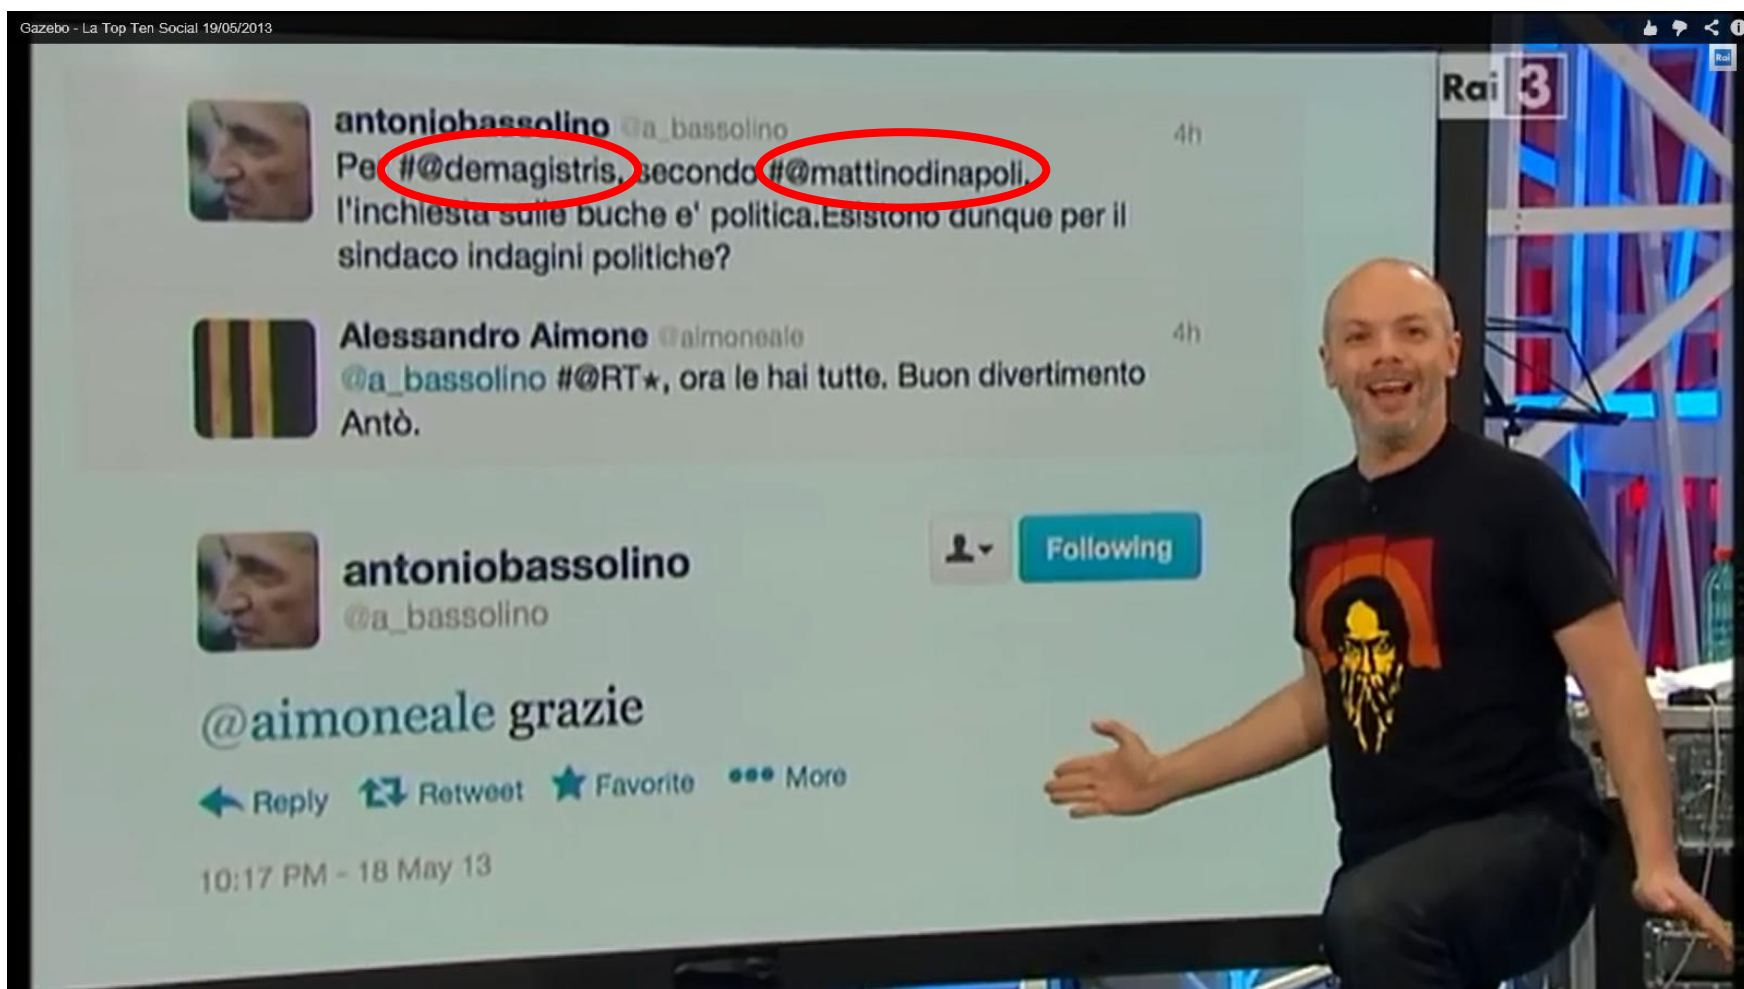 Gazebo - La Top Ten Social 19/05/2013
Rai
Rai 3
antoniobassolino @a_bassolino 4h
Per #@demagistris, secondo #@mattinodinapoli,
l'inchiesta sulle buche e' politica.Esistono dunque per il
sindaco indagini politiche?
Alessandro Aimone @aimoneale 4h
@a_bassolino #@RT★, ora le hai tutte. Buon divertimento
Antò.
antoniobassolino
Following
@a_bassolino
@aimoneale grazie
Reply Retweet Favorite More
10:17 PM - 18 May 13